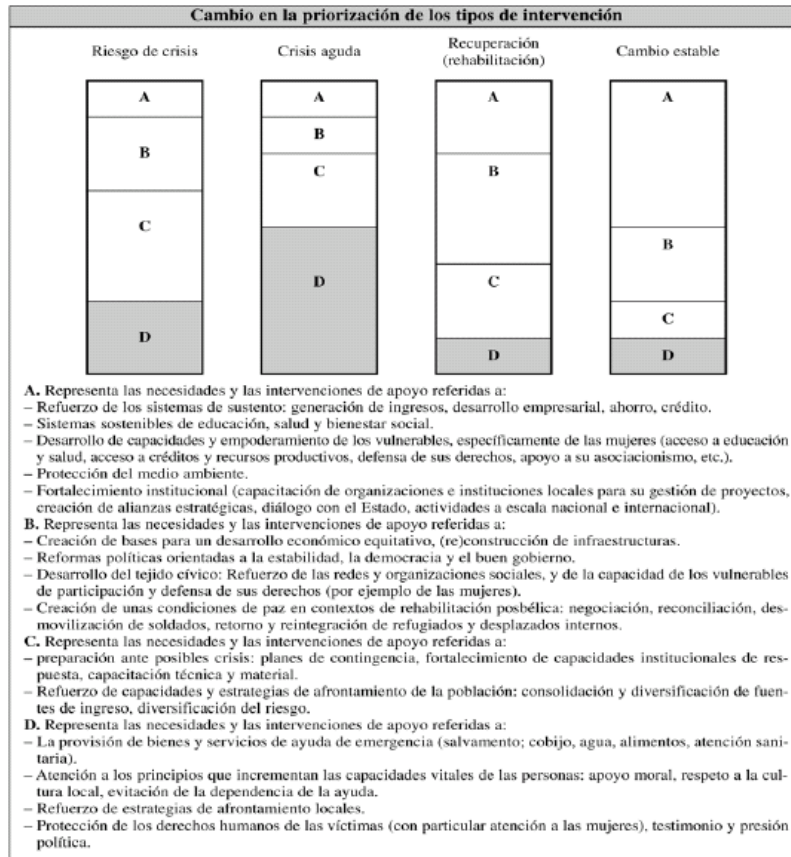 Cambio en la priorización de los tipos de intervención
Riesgo de crisis
Crisis aguda
Recuperación
(rehabilitación)
Cambio estable
A
B
C
D
A
B
C
D
A
B
C
D
A
B
C
D
A. Representa las necesidades y las intervenciones de apoyo referidas a:
– Refuerzo de los sistemas de sustento: generación de ingresos, desarrollo empresarial, ahorro, crédito.
– Sistemas sostenibles de educación, salud y bienestar social.
– Desarrollo de capacidades y empoderamiento de los vulnerables, específicamente de las mujeres (acceso a educación
y salud, acceso a créditos y recursos productivos, defensa de sus derechos, apoyo a su asociacionismo, etc.).
– Protección del medio ambiente.
– Fortalecimiento institucional (capacitación de organizaciones e instituciones locales para su gestión de proyectos,
creación de alianzas estratégicas, diálogo con el Estado, actividades a escala nacional e internacional).
B. Representa las necesidades y las intervenciones de apoyo referidas a:
– Creación de bases para un desarrollo económico equitativo, (re)construcción de infraestructuras.
– Reformas políticas orientadas a la estabilidad, la democracia y el buen gobierno.
– Desarrollo del tejido cívico: Refuerzo de las redes y organizaciones sociales, y de la capacidad de los vulnerables
de participación y defensa de sus derechos (por ejemplo de las mujeres).
– Creación de unas condiciones de paz en contextos de rehabilitación posbélica: negociación, reconciliación, des-
movilización de soldados, retorno y reintegración de refugiados y desplazados internos.
C. Representa las necesidades y las intervenciones de apoyo referidas a:
– preparación ante posibles crisis: planes de contingencia, fortalecimiento de capacidades institucionales de res-
puesta, capacitación técnica y material.
– Refuerzo de capacidades y estrategias de afrontamiento de la población: consolidación y diversificación de fuen-
tes de ingreso, diversificación del riesgo.
D. Representa las necesidades y las intervenciones de apoyo referidas a:
– La provisión de bienes y servicios de ayuda de emergencia (salvamento; cobijo, agua, alimentos, atención sani-
taria).
– Atención a los principios que incrementan las capacidades vitales de las personas: apoyo moral, respeto a la cul-
tura local, evitación de la dependencia de la ayuda.
– Refuerzo de estrategias de afrontamiento locales.
– Protección de los derechos humanos de las víctimas (con particular atención a las mujeres), testimonio y presión
política.